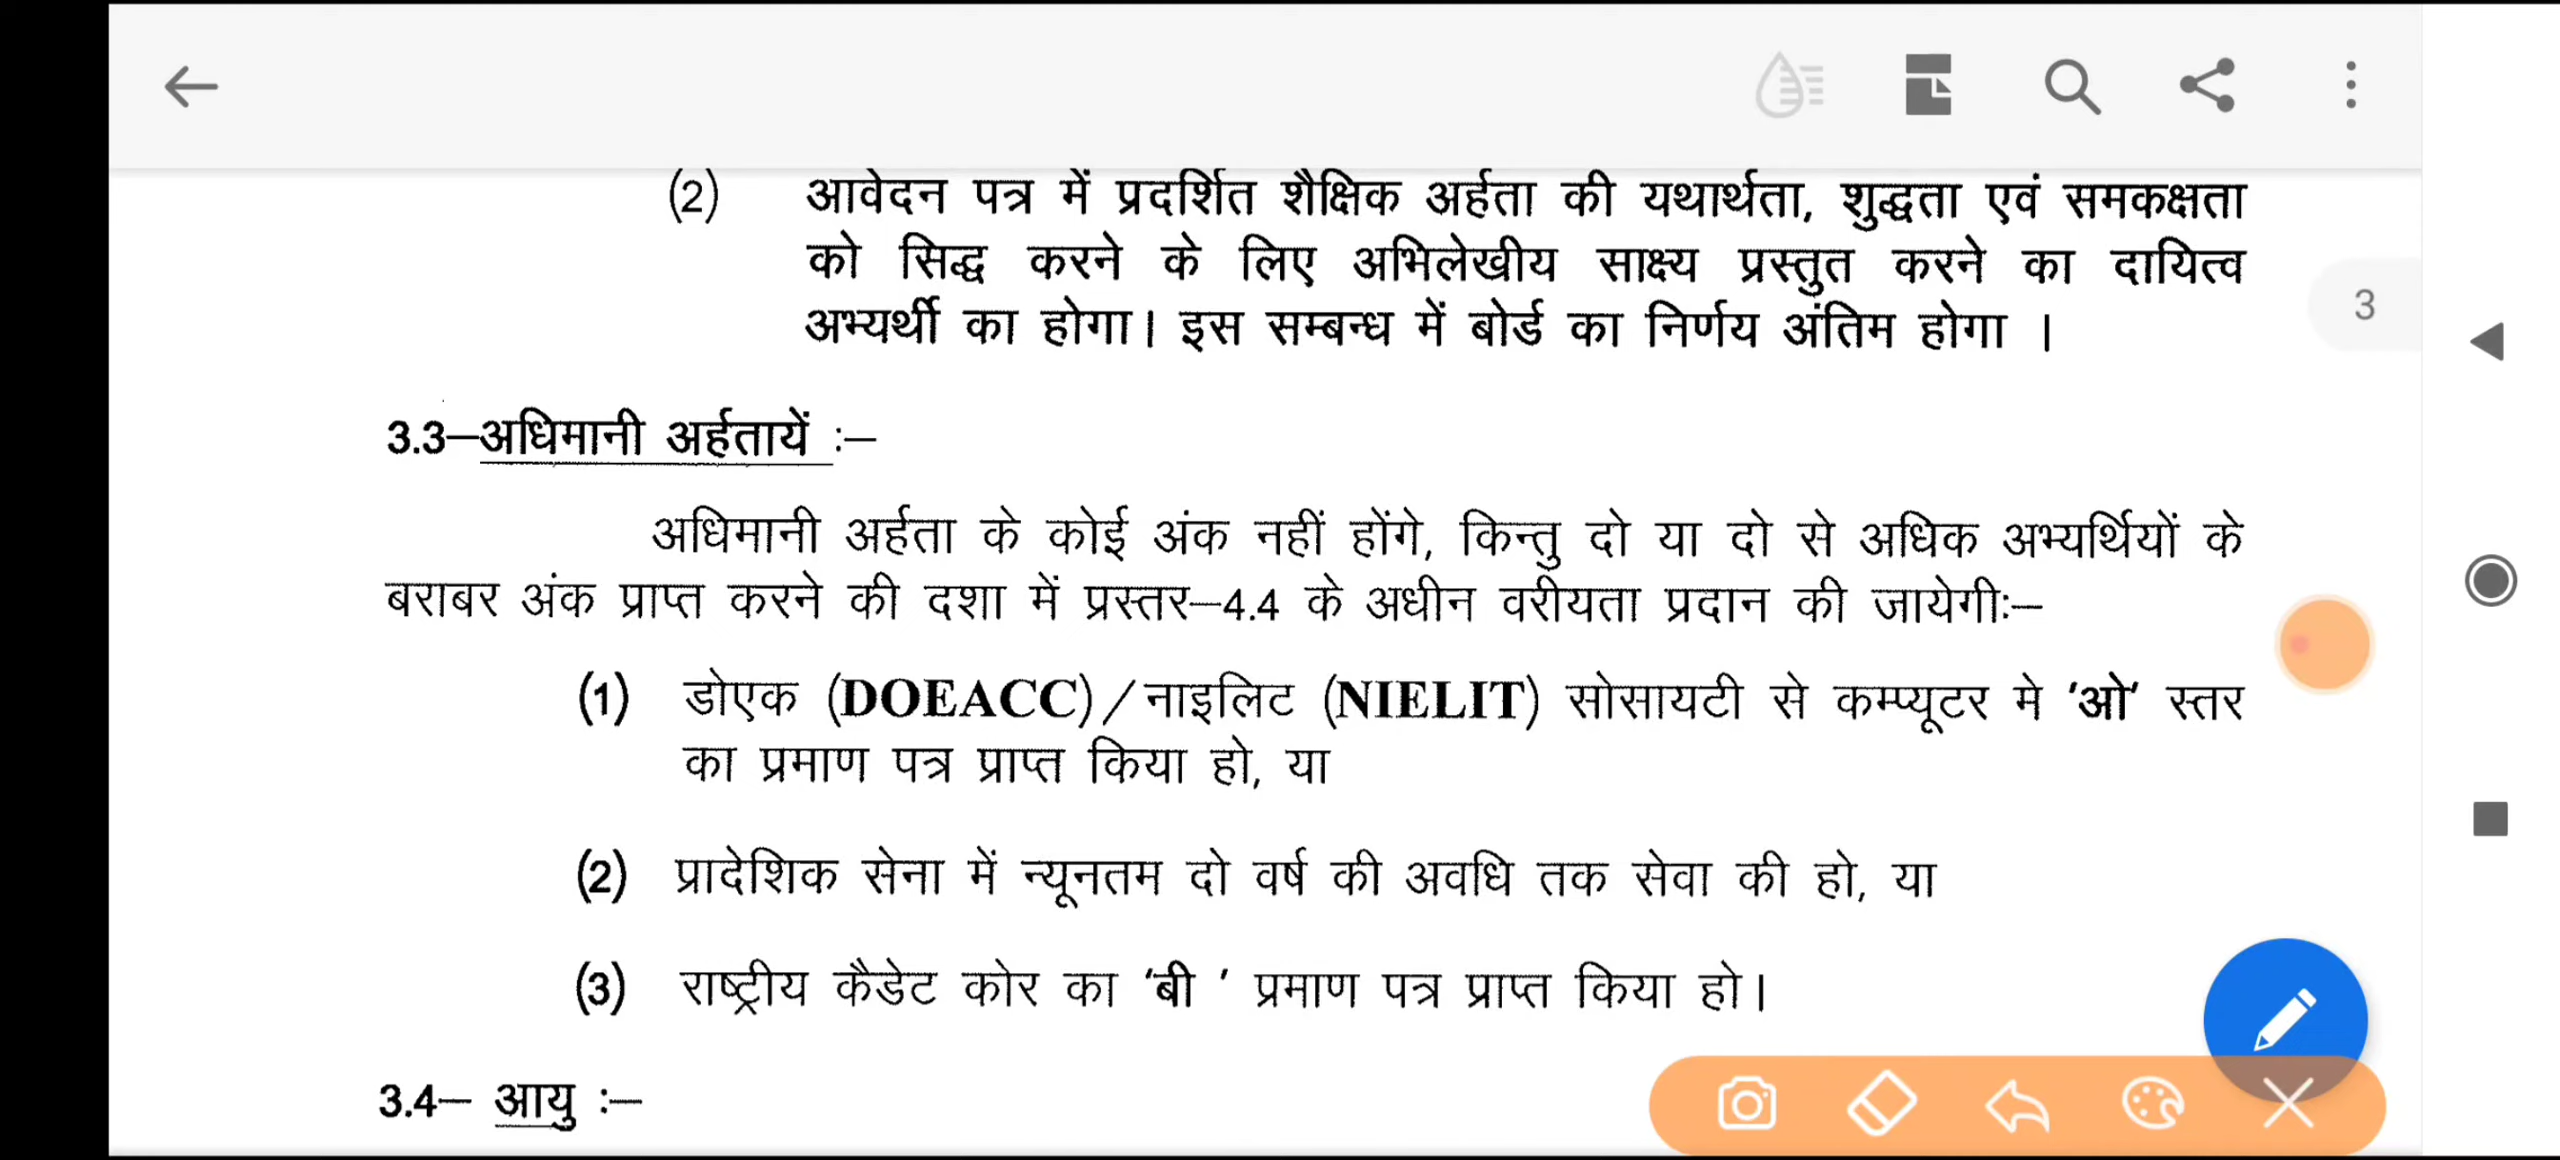 (2) आवेदन पत्र में प्रदर्शित शैक्षिक अर्हता की यथार्थता, शुद्धता एवं समकक्षता
को सिद्ध करने के लिए अभिलेखीय साक्ष्य प्रस्तुत करने का दायित्व
अभ्यर्थी का होगा। इस सम्बन्ध में बोर्ड का निर्णय अंतिम होगा ।
3
3.3–अधिमानी अर्हतायें :–
अधिमानी अर्हता के कोई अंक नहीं होंगे, किन्तु दो या दो से अधिक अभ्यर्थियों के
बराबर अंक प्राप्त करने की दशा में प्रस्तर–4.4 के अधीन वरीयता प्रदान की जायेगी:–
(1) डोएक (DOEACC)/नाइलिट (NIELIT) सोसायटी से कम्प्यूटर मे ‘ओ‘ स्तर
का प्रमाण पत्र प्राप्त किया हो, या
(2) प्रादेशिक सेना में न्यूनतम दो वर्ष की अवधि तक सेवा की हो, या
(3) राष्ट्रीय कैडेट कोर का ‘बी ’ प्रमाण पत्र प्राप्त किया हो।
3.4– आयु :–